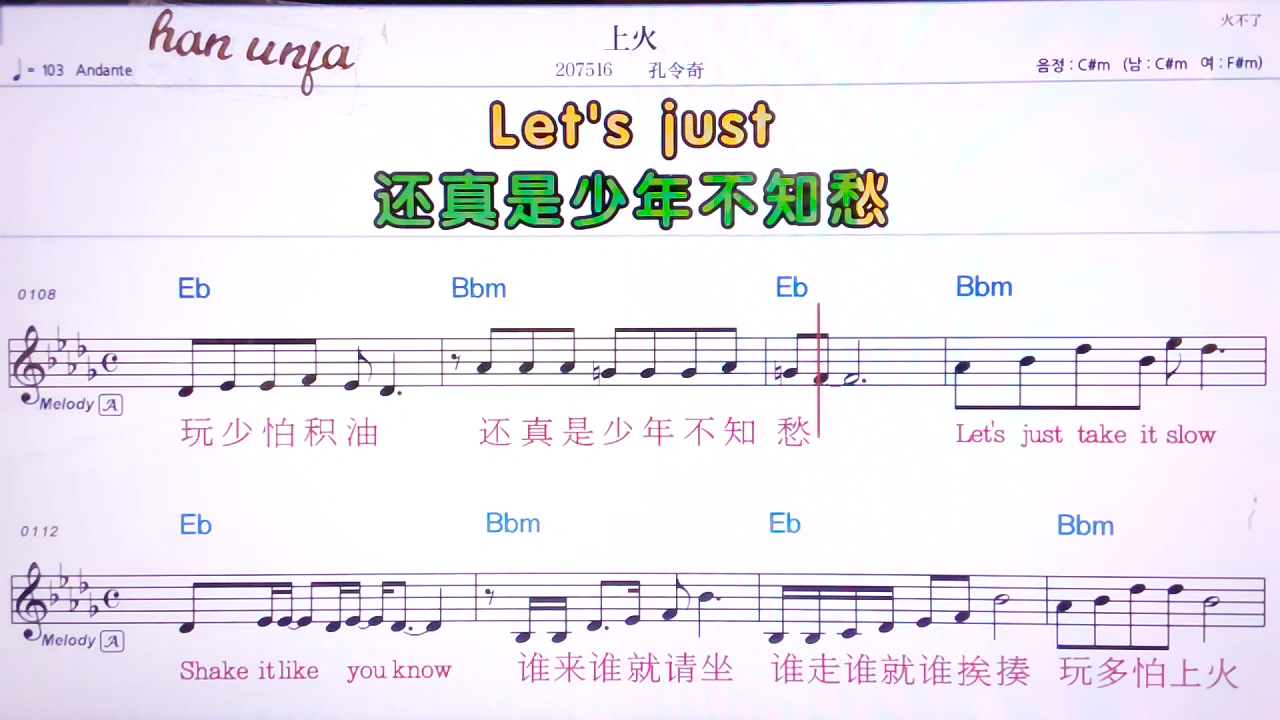 han unfa
上火
火不了
♩= 103 Andante
207516 孔令奇
음정 : C#m (남 : C#m 여 : F#m)
Let's just
还真是少年不知愁
0108
Eb Bbm Eb Bbm
Melody A
玩少怕积油 还真是少年不知愁 Let's just take it slow
0112
Eb Bbm Eb Bbm
Melody A
Shake it like you know 谁来谁就请坐 谁走谁就谁挨揍 玩多怕上火